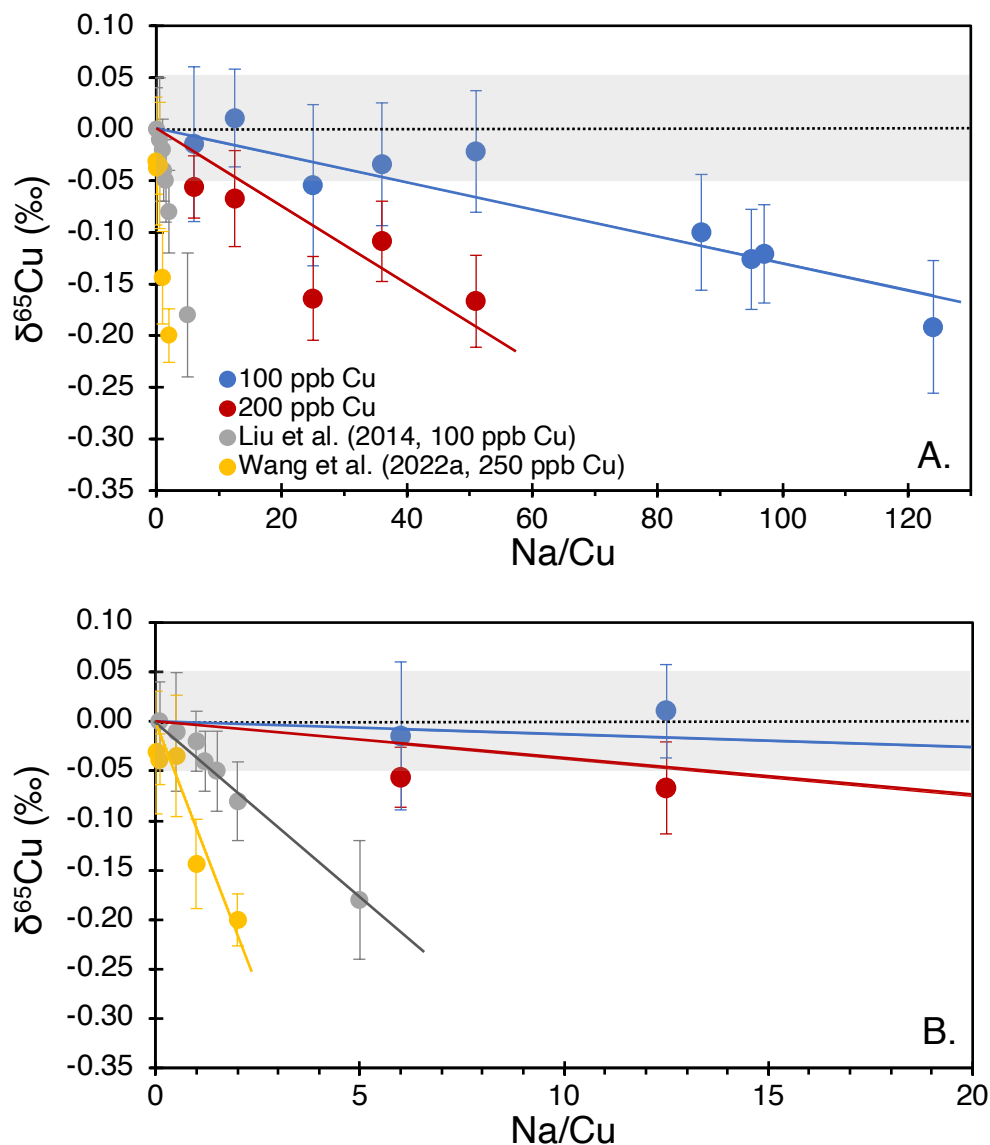 0.10
0.05
0.00
-0.05
-0.10
-0.15
-0.20
-0.25
-0.30
-0.35
δ⁶⁵Cu (‰)
100 ppb Cu
200 ppb Cu
Liu et al. (2014, 100 ppb Cu)
Wang et al. (2022a, 250 ppb Cu)
A.
0 20 40 60 80 100 120
Na/Cu
0.10
0.05
0.00
-0.05
-0.10
-0.15
-0.20
-0.25
-0.30
-0.35
δ⁶⁵Cu (‰)
B.
0 5 10 15 20
Na/Cu